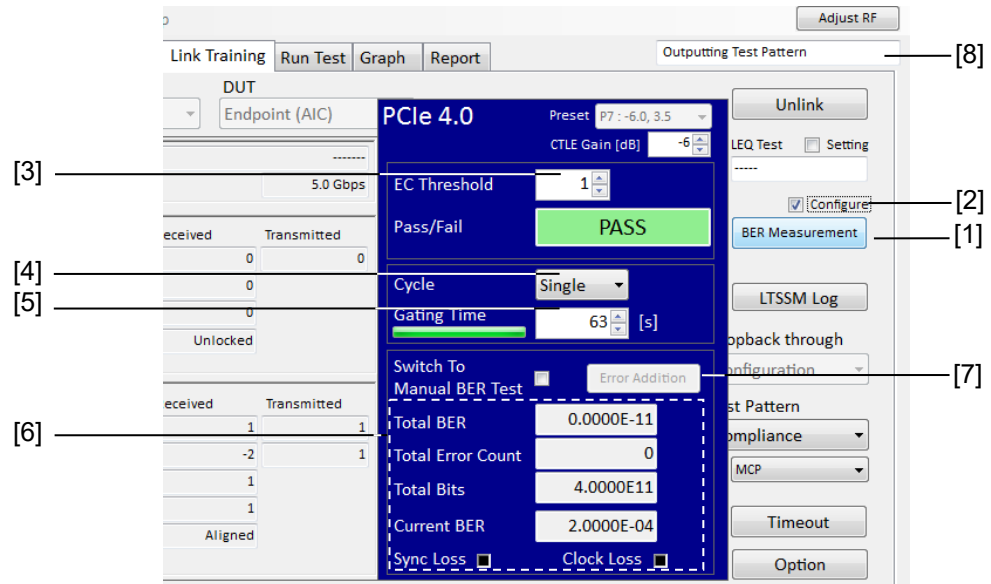 Adjust RF
Link Training Run Test Graph Report
Outputting Test Pattern
[8]
DUT
Endpoint (AIC)
PCIe 4.0
Preset P7 : -6.0, 3.5
CTLE Gain [dB] -6
Unlink
LEQ Test Setting
-----
-------
5.0 Gbps
[3]
EC Threshold 1
Configure
[2]
Pass/Fail PASS
BER Measurement
[1]
eceived Transmitted
0 0
0
0
Unlocked
[4]
Cycle Single
[5]
Gating Time 63 [s]
LTSSM Log
opback through
onfiguration
Switch To
Manual BER Test
Error Addition
[7]
st Pattern
ompliance
MCP
eceived Transmitted
1 1
-2 1
1
1
Aligned
[6]
Total BER 0.0000E-11
Total Error Count 0
Total Bits 4.0000E11
Current BER 2.0000E-04
Sync Loss Clock Loss
Timeout
Option